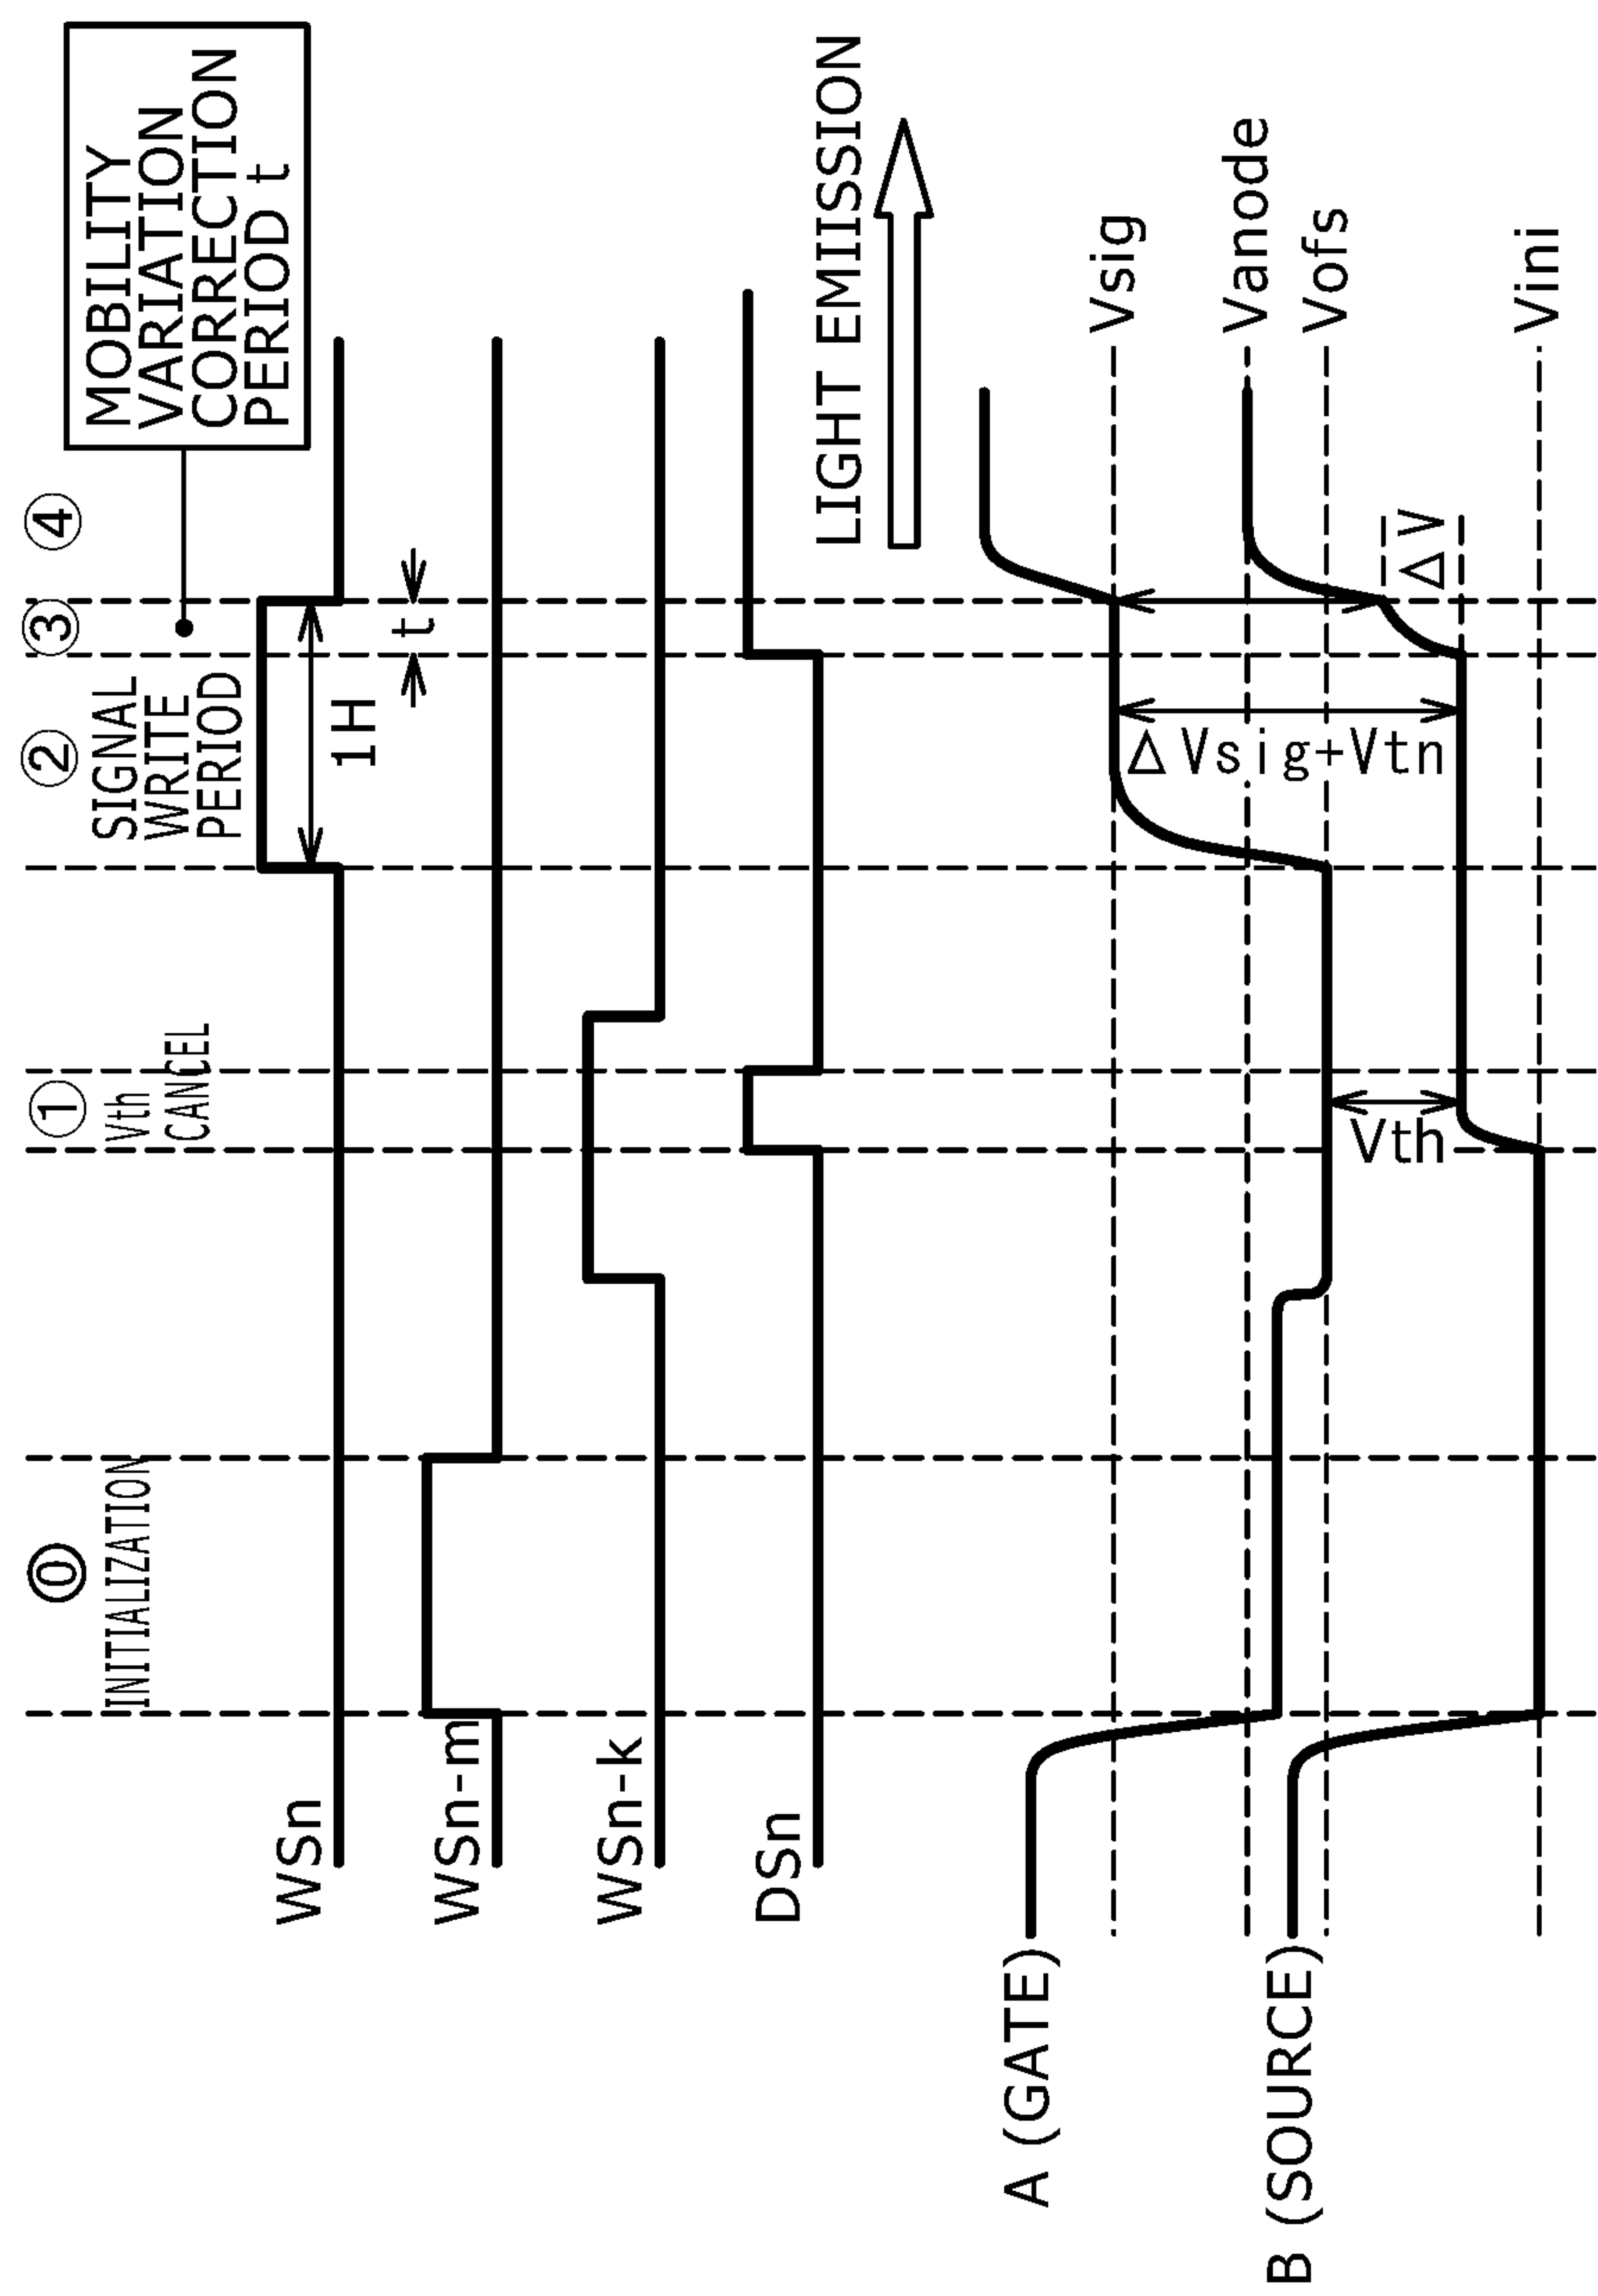 ⓪
INITIALIZATION
①
Vth
CANCEL
②
SIGNAL
WRITE
PERIOD
③
④
MOBILITY
VARIATION
CORRECTION
PERIOD t
WSn
1H
t
WSn-m
WSn-k
DSn
LIGHT EMIISSION
A (GATE)
Vsig
ΔVsig+Vtn
B (SOURCE)
Vanode
Vofs
Vth
ΔV
Vini